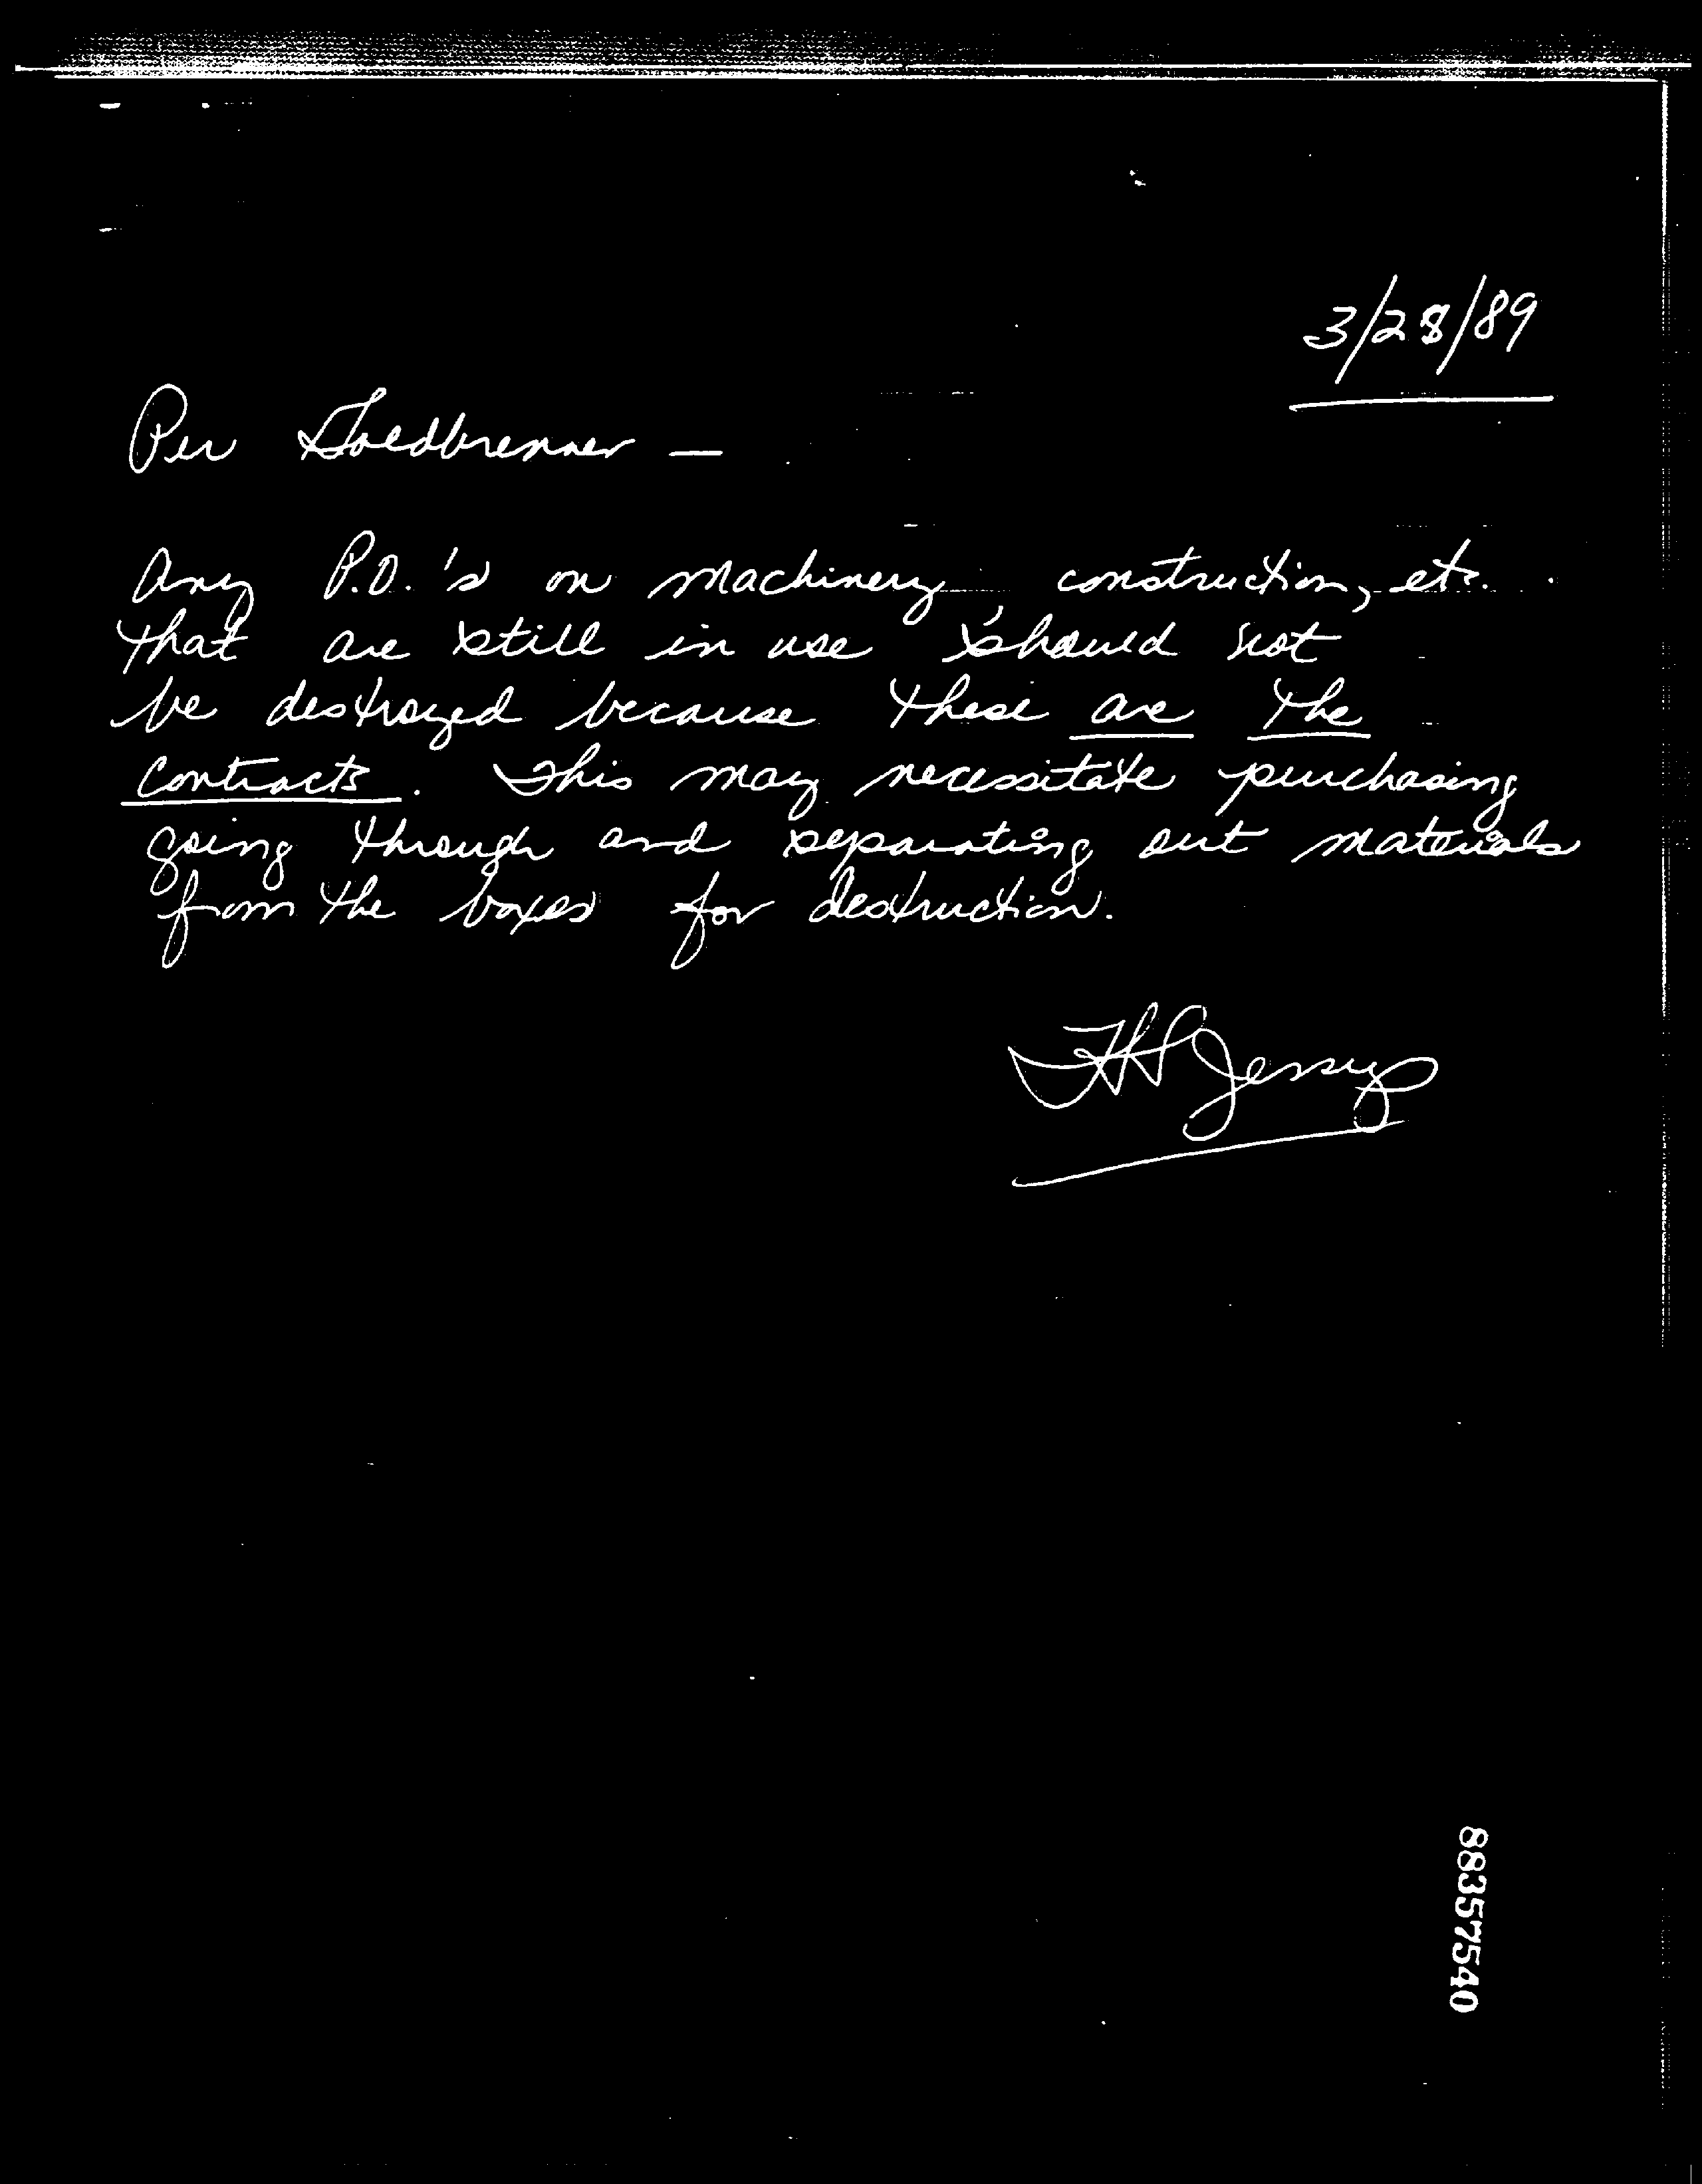 3/28/89
Per Goldbrenner —
Any P.O.'s on machinery construction, etc.
that are still in use should not
be destroyed because these are the
contracts. This may necessitate purchasing
going through and separating out materials
from the boxes for destruction.
Jessup
88357540